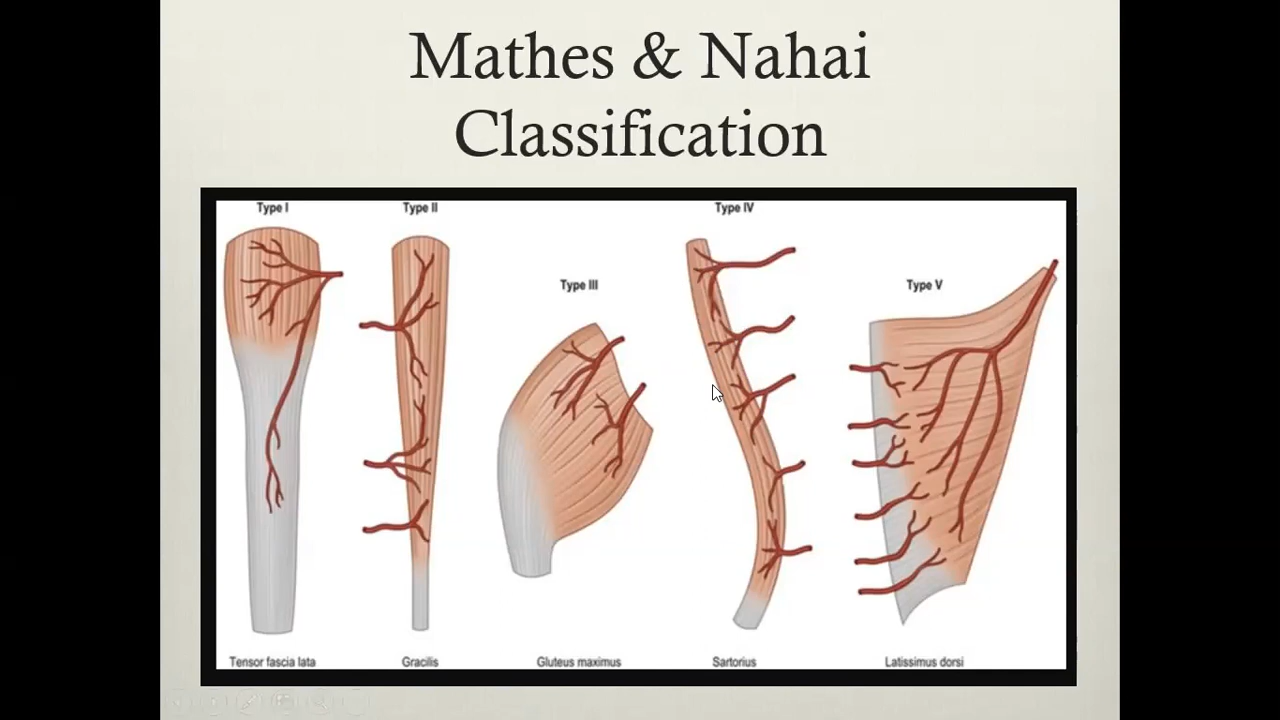 Mathes & Nahai
Classification
Type I
Type II
Type III
Type IV
Type V
Tensor fascia lata
Gracilis
Gluteus maximus
Sartorius
Latissimus dorsi